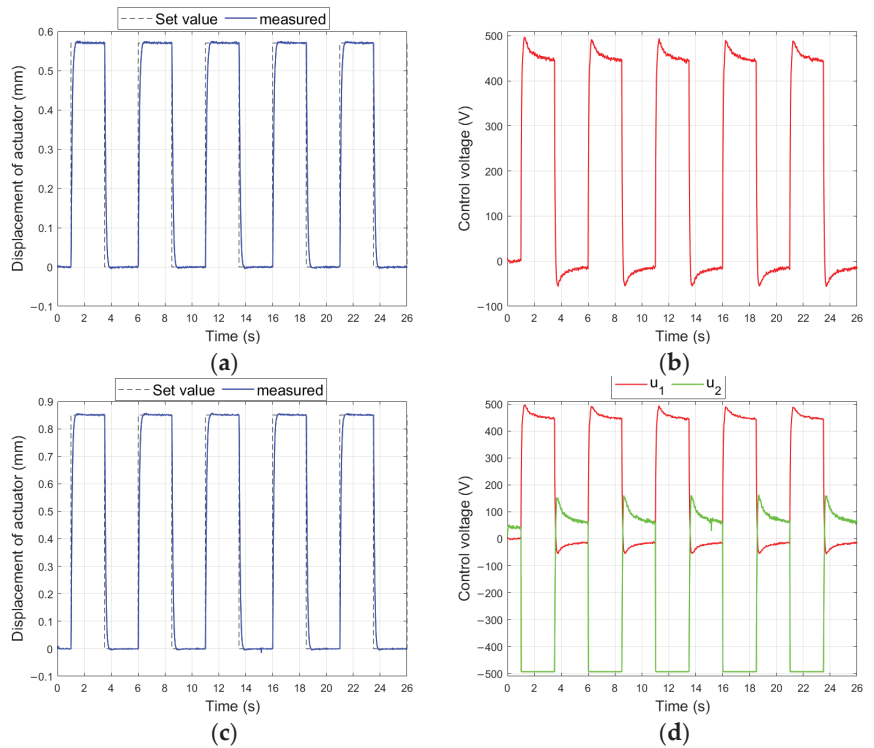 Set value measured
Displacement of actuator (mm)
0.6
0.5
0.4
0.3
0.2
0.1
0
−0.1
0 2 4 6 8 10 12 14 16 18 20 22 24 26
Time (s)
(a)
Control voltage (V)
500
400
300
200
100
0
−100
0 2 4 6 8 10 12 14 16 18 20 22 24 26
Time (s)
(b)
Set value measured
Displacement of actuator (mm)
0.9
0.8
0.7
0.6
0.5
0.4
0.3
0.2
0.1
0
−0.1
0 2 4 6 8 10 12 14 16 18 20 22 24 26
Time (s)
(c)
u1 u2
Control voltage (V)
500
400
300
200
100
0
−100
−200
−300
−400
−500
0 2 4 6 8 10 12 14 16 18 20 22 24 26
Time (s)
(d)